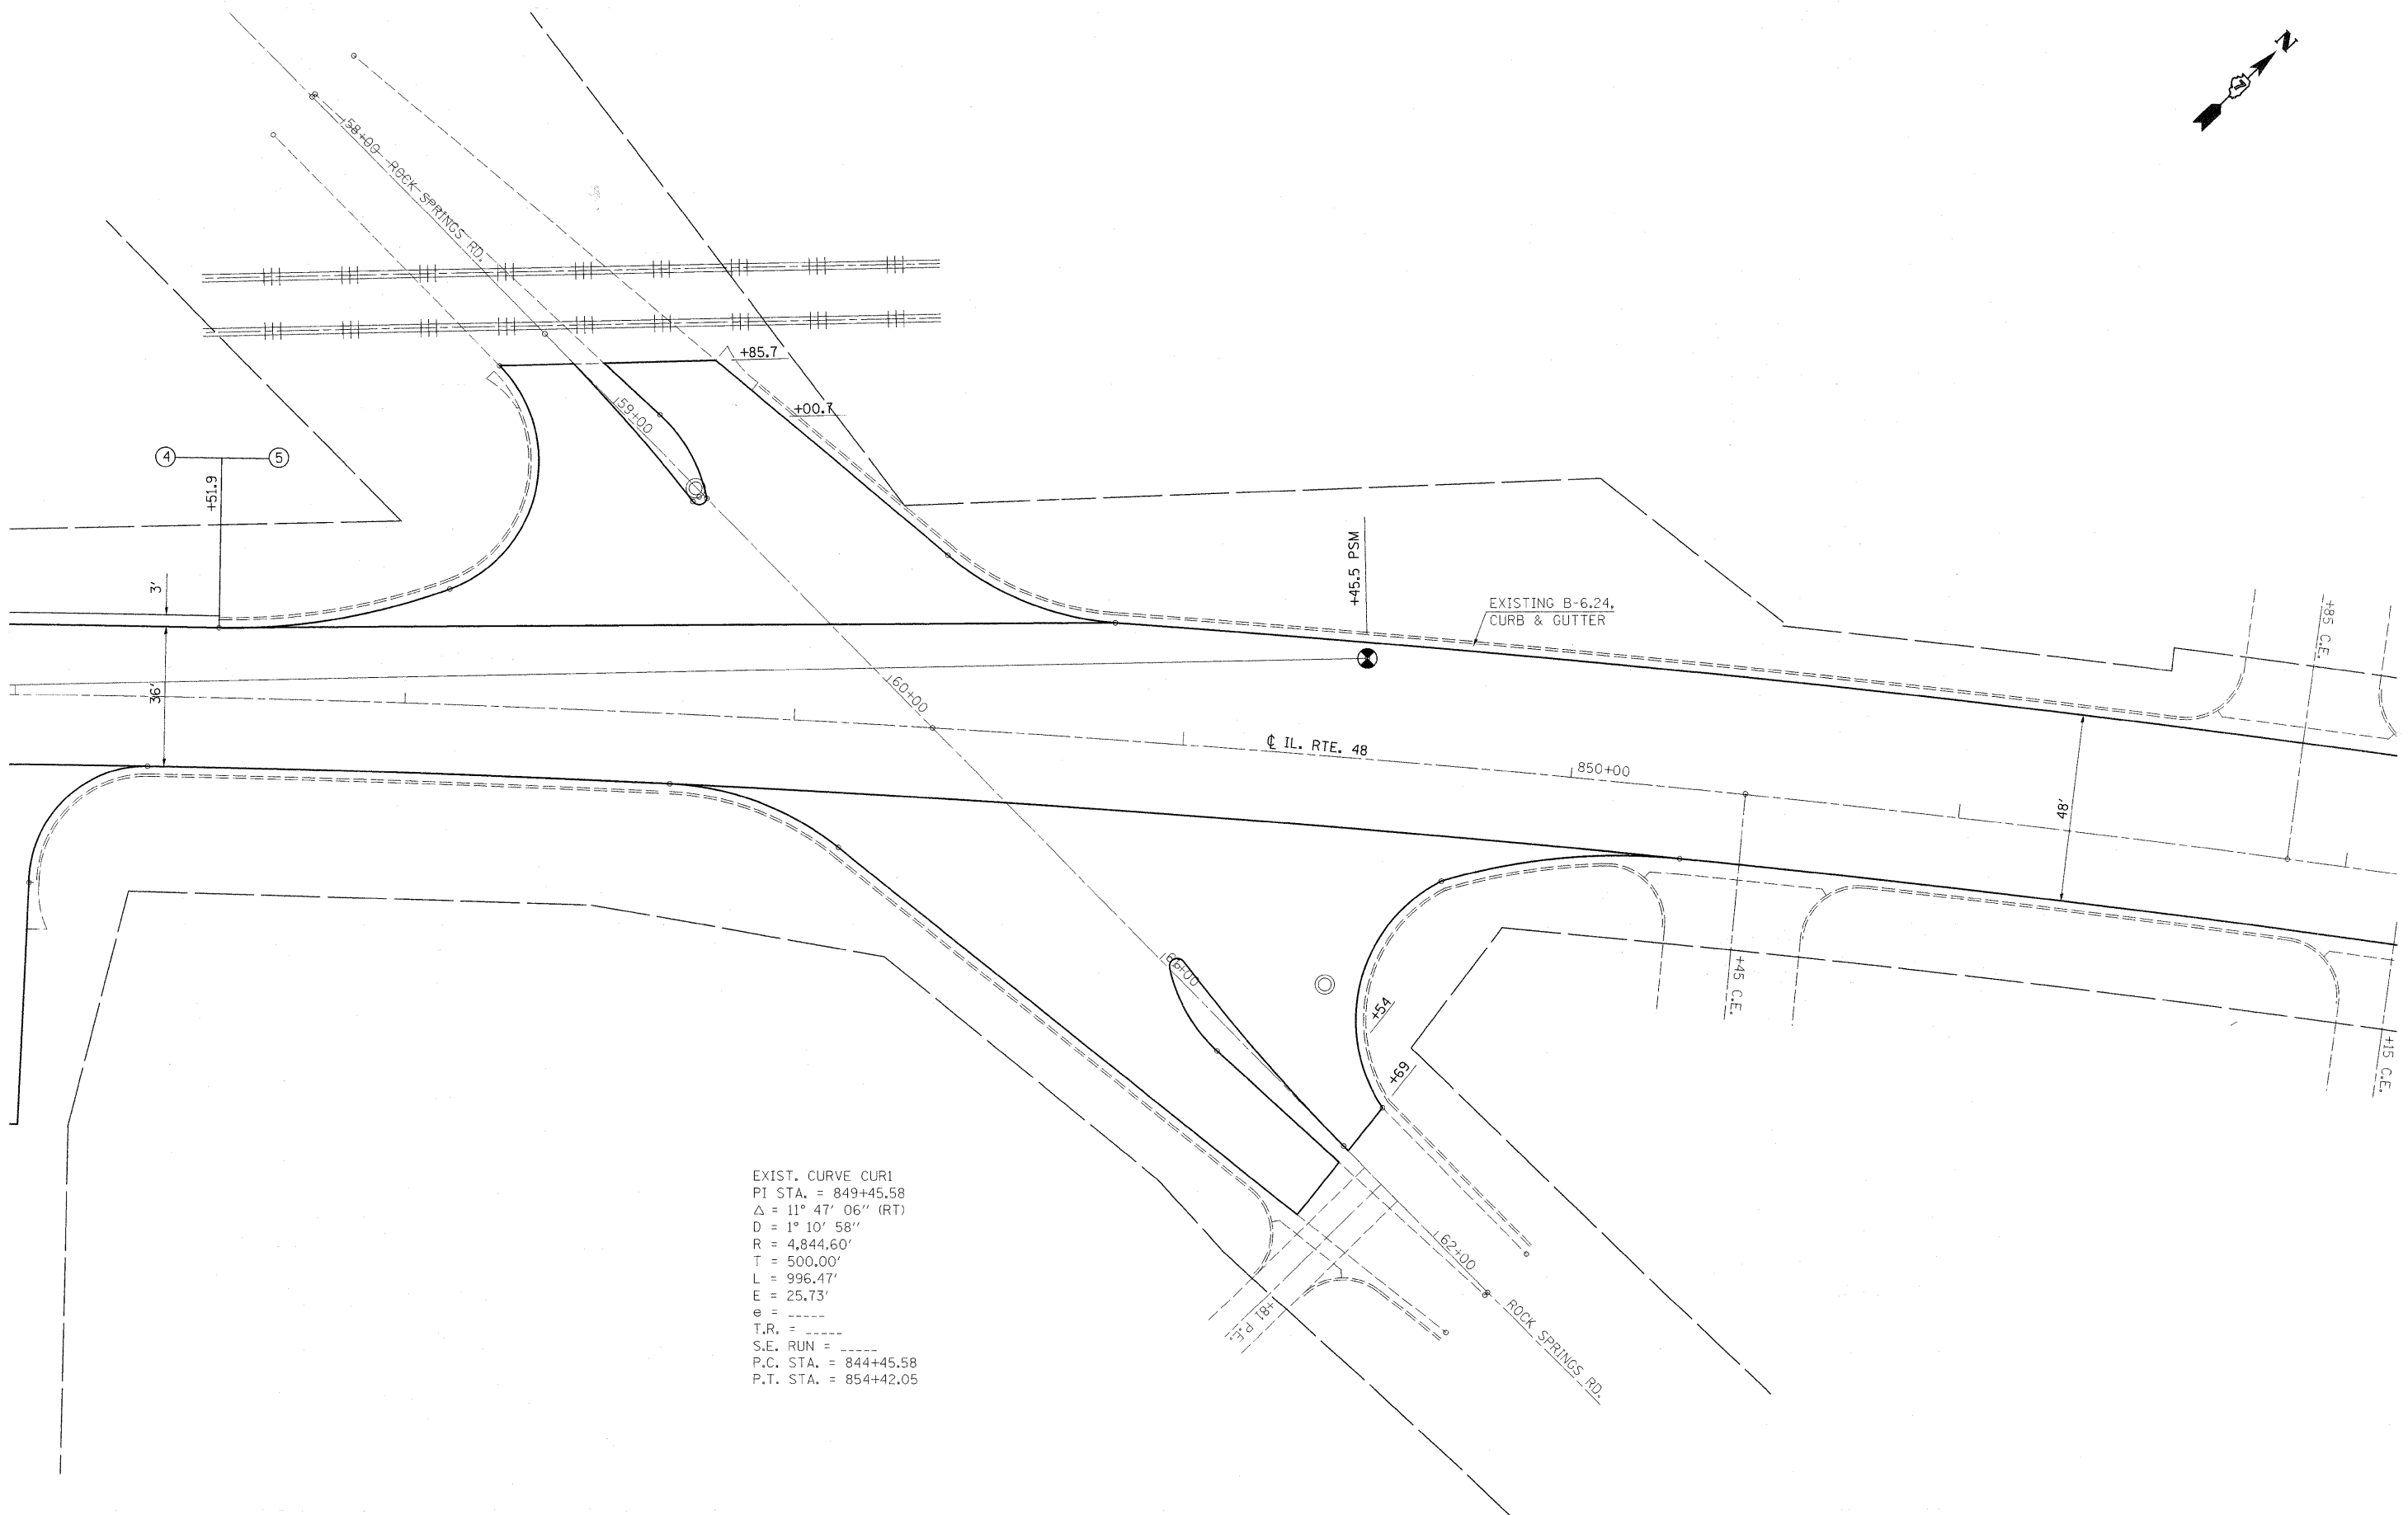 N
7
58+00 ROCK SPRINGS RD.
+85.7
59+00
+00.7
4
5
+51.9
+45.5 PSM
3'
EXISTING B-6.24,
CURB & GUTTER
+85 C.E.
36'
60+00
℄ IL. RTE. 48
850+00
48'
61+00
+45 C.E.
+54
+69
+15 C.E.
EXIST. CURVE CUR1
PI STA. = 849+45.58
Δ = 11° 47' 06" (RT)
D = 1° 10' 58"
R = 4,844.60'
T = 500.00'
L = 996.47'
E = 25.73'
e = -----
T.R. = -----
S.E. RUN = -----
P.C. STA. = 844+45.58
P.T. STA. = 854+42.05
62+00
+81 P.E.
ROCK SPRINGS RD.